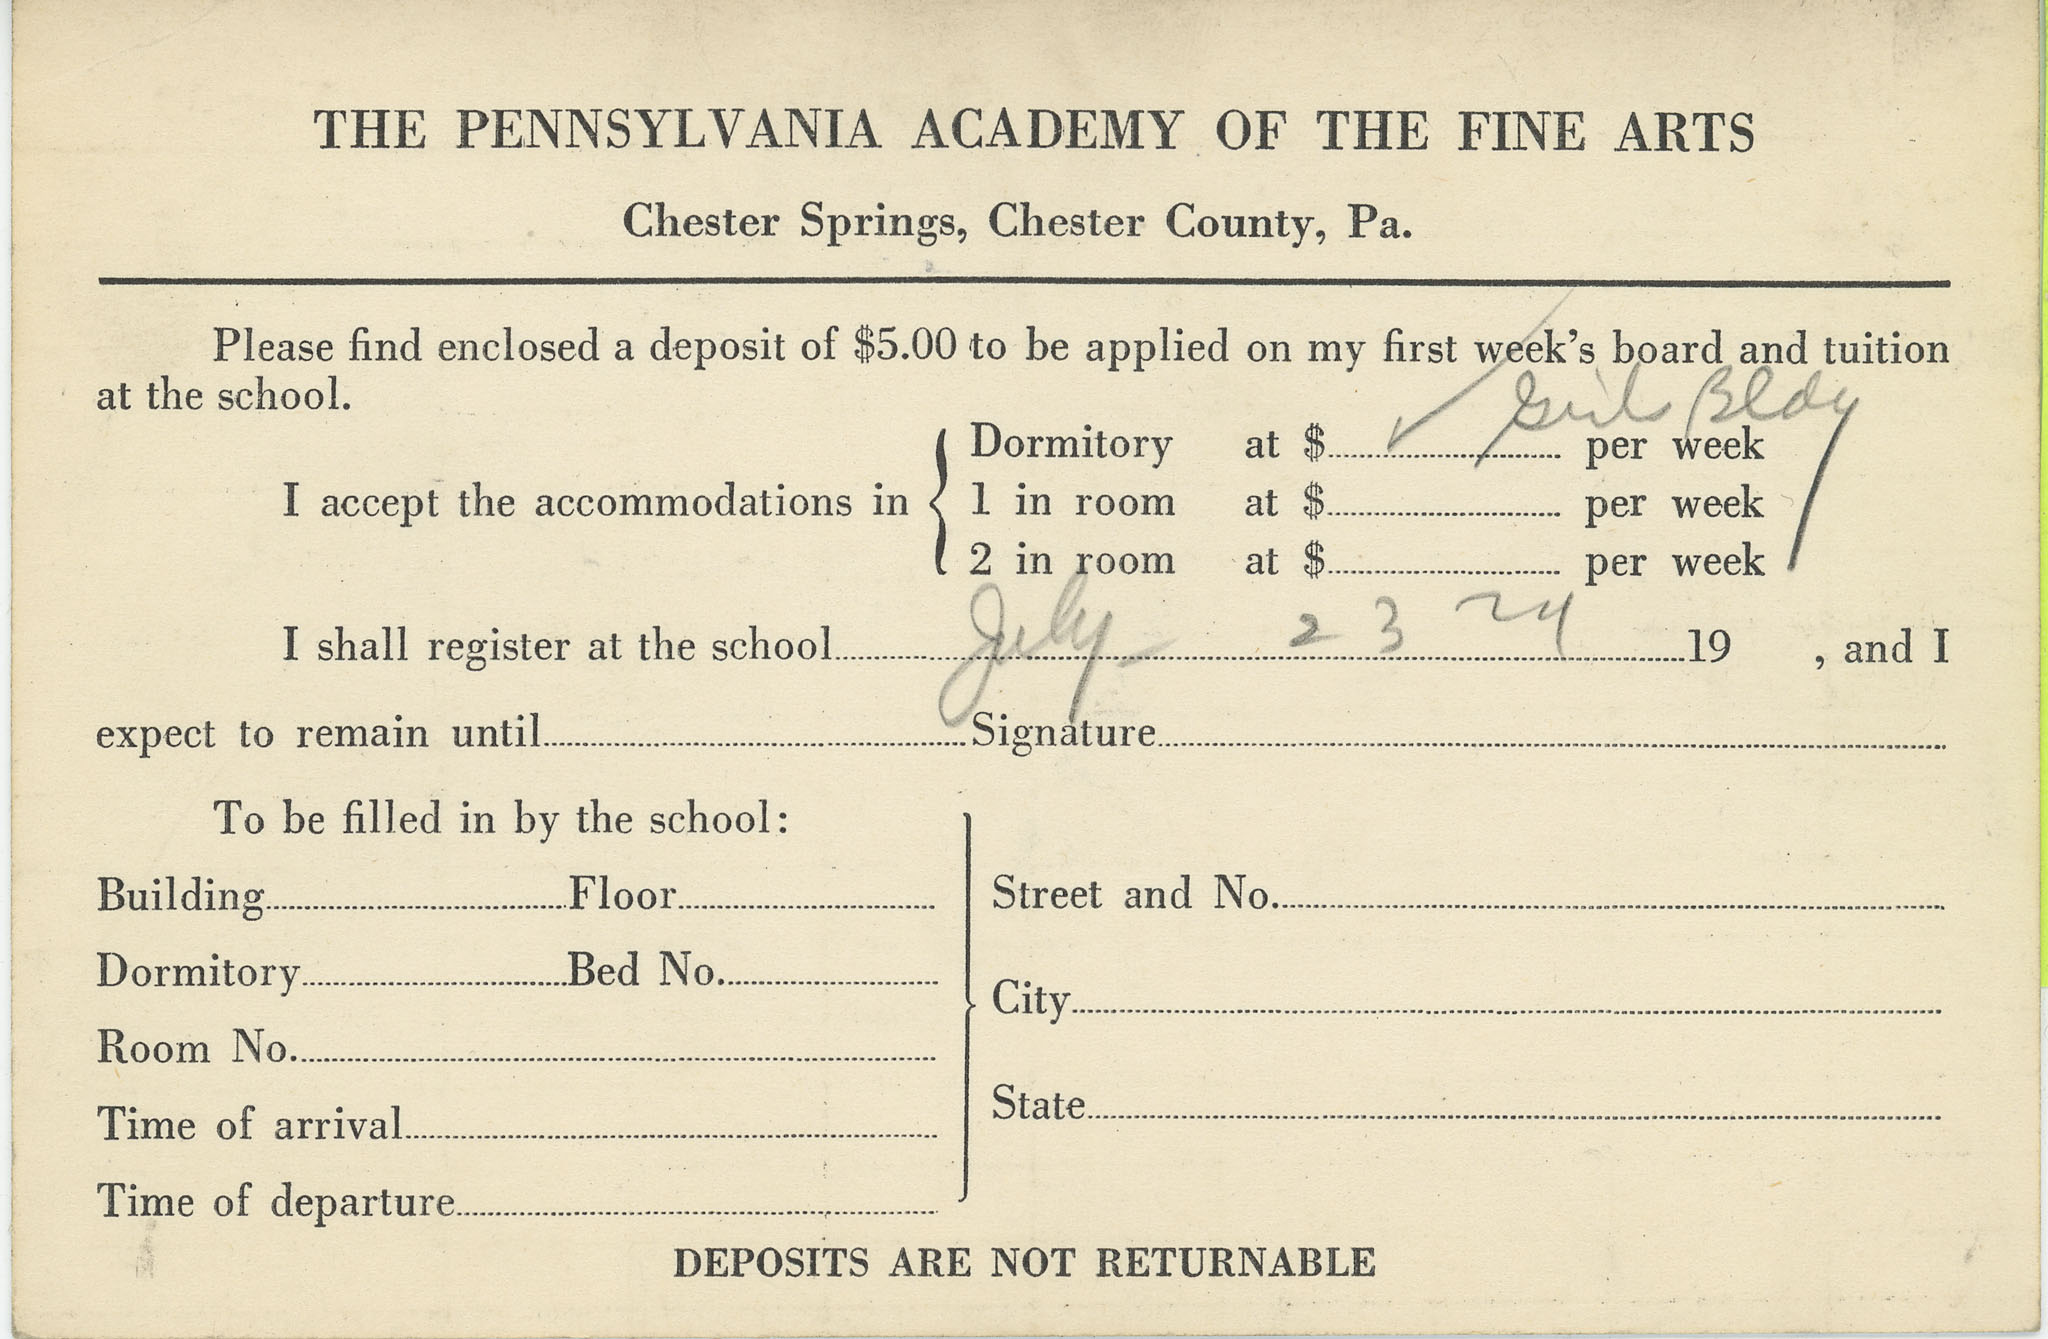 THE PENNSYLVANIA ACADEMY OF THE FINE ARTS
Chester Springs, Chester County, Pa.
Please find enclosed a deposit of $5.00 to be applied on my first week's board and tuition
at the school.
Girls Bldg
I accept the accommodations in
Dormitory at $ per week
1 in room at $ per week
2 in room at $ per week
I shall register at the school July 23 24 19 , and I
expect to remain until Signature
To be filled in by the school:
Building Floor
Dormitory Bed No.
Room No.
Time of arrival
Time of departure
Street and No.
City
State
DEPOSITS ARE NOT RETURNABLE